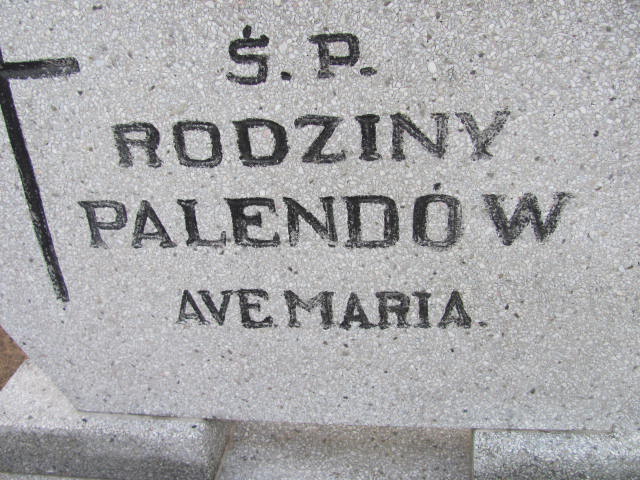 Ś.P.
RODZINY
PALENDÓW
AVE MARIA.